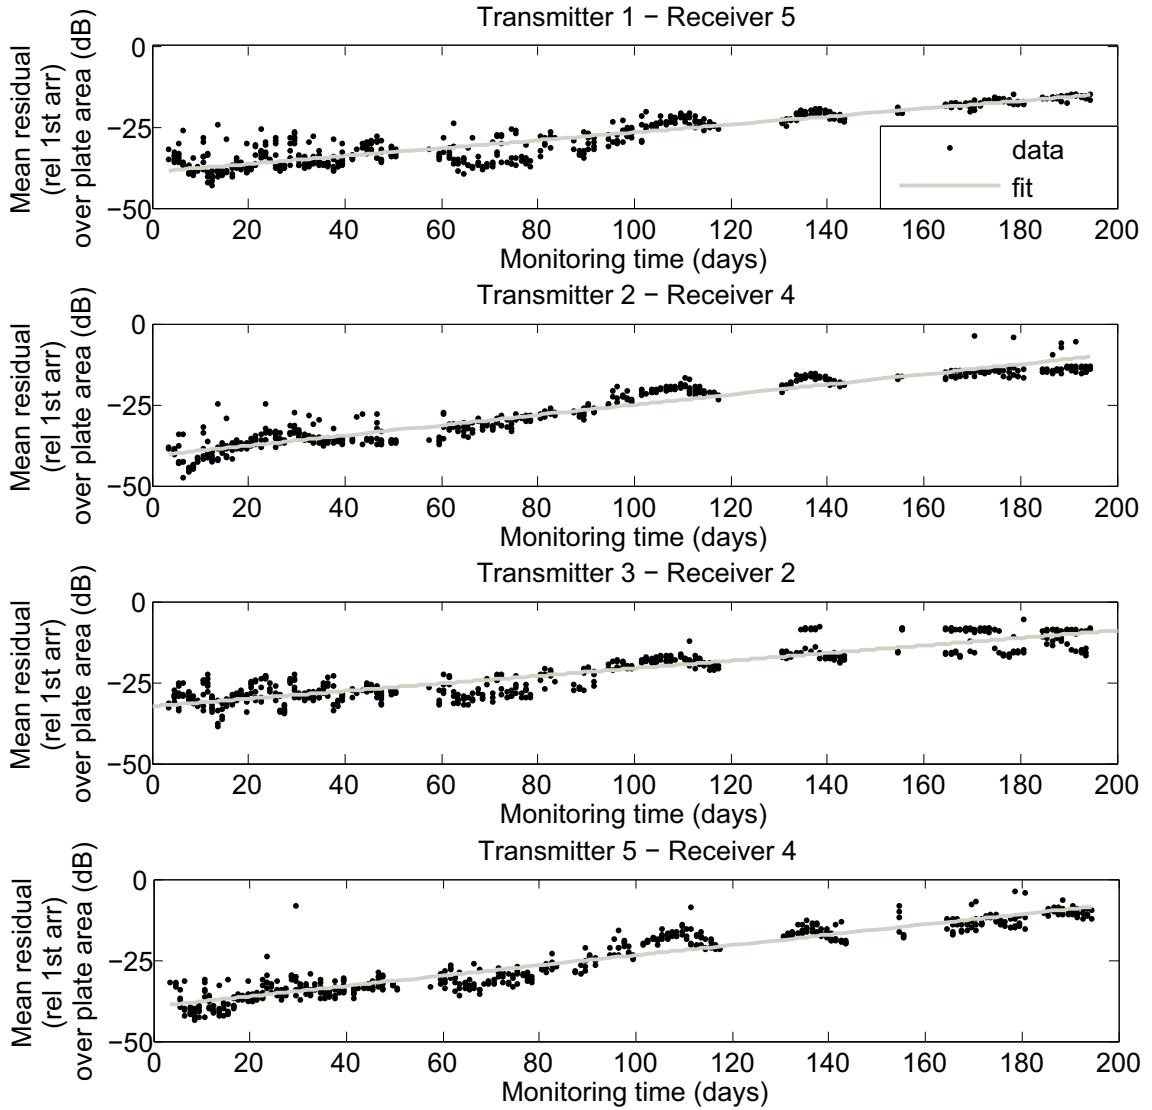 Transmitter 1 − Receiver 5
Mean residual
(rel 1st arr)
over plate area (dB)
0
−25
−50
data
fit
0 20 40 60 80 100 120 140 160 180 200
Monitoring time (days)
Transmitter 2 − Receiver 4
Mean residual
(rel 1st arr)
over plate area (dB)
0
−25
−50
0 20 40 60 80 100 120 140 160 180 200
Monitoring time (days)
Transmitter 3 − Receiver 2
Mean residual
(rel 1st arr)
over plate area (dB)
0
−25
−50
0 20 40 60 80 100 120 140 160 180 200
Monitoring time (days)
Transmitter 5 − Receiver 4
Mean residual
(rel 1st arr)
over plate area (dB)
0
−25
−50
0 20 40 60 80 100 120 140 160 180 200
Monitoring time (days)